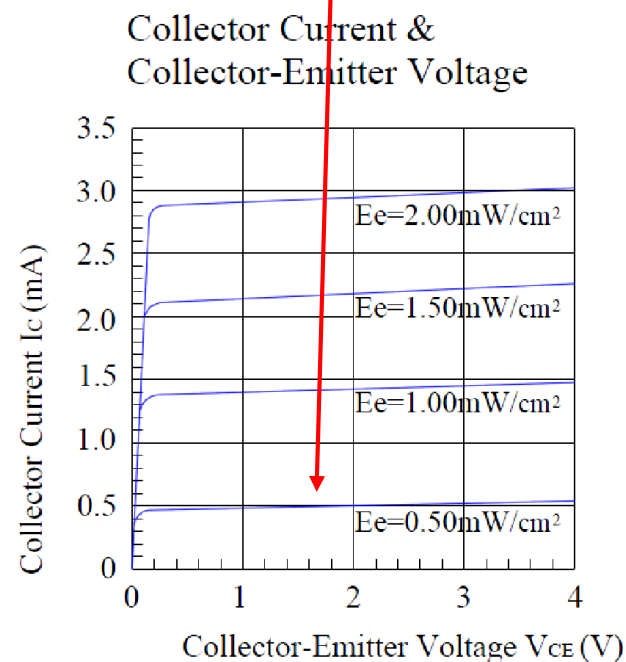 Collector Current &
Collector-Emitter Voltage
3.5
3.0
2.5
2.0
1.5
1.0
0.5
0
Collector Current Ic (mA)
Ee=2.00mW/cm²
Ee=1.50mW/cm²
Ee=1.00mW/cm²
Ee=0.50mW/cm²
0 1 2 3 4
Collector-Emitter Voltage VCE (V)